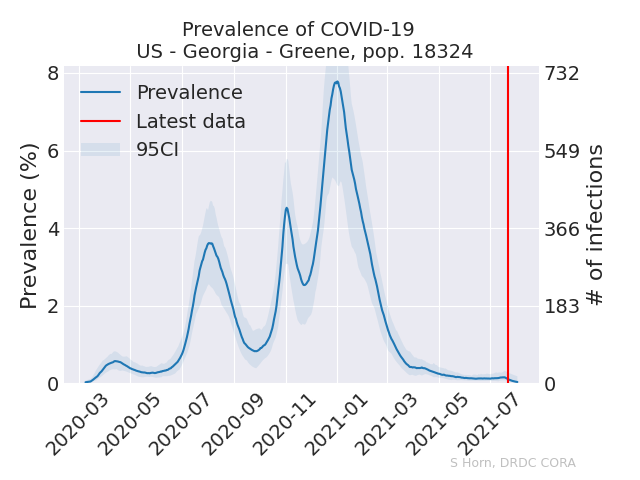 Prevalence of COVID-19
US - Georgia - Greene, pop. 18324
Prevalence
Latest data
95CI
Prevalence (%)
8
6
4
2
0
# of infections
732
549
366
183
0
2020-03
2020-05
2020-07
2020-09
2020-11
2021-01
2021-03
2021-05
2021-07
S Horn, DRDC CORA